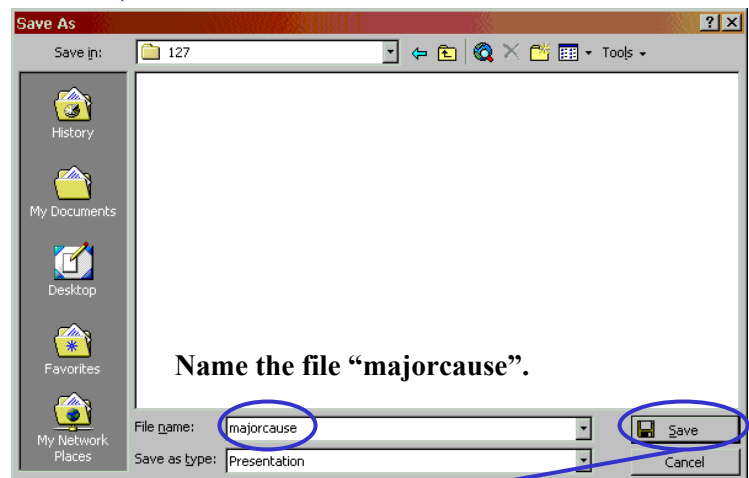 Save As
Save in: 127 Tools
History
My Documents
Desktop
Favorites
My Network
Places
Name the file “majorcause”.
File name: majorcause Save
Save as type: Presentation Cancel